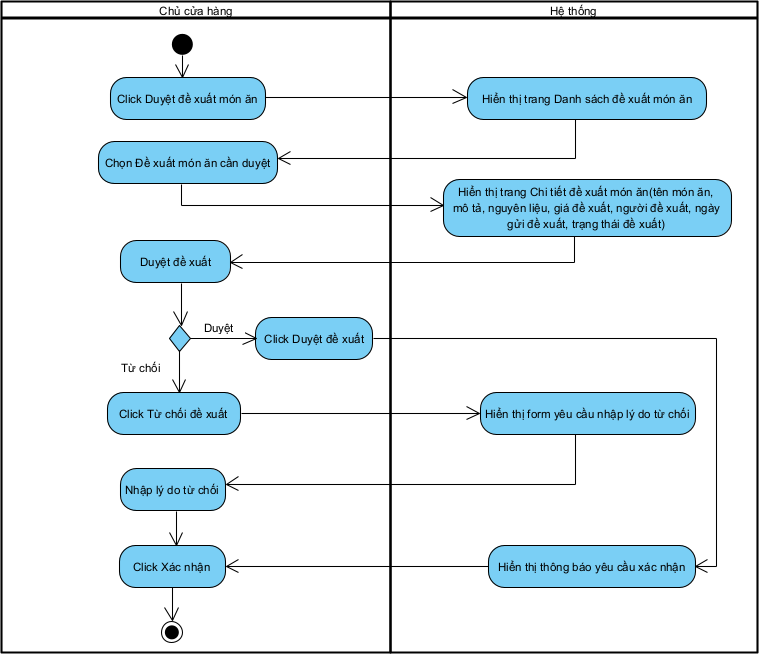 Chủ cửa hàng
Hệ thống
Click Duyệt đề xuất món ăn
Hiển thị trang Danh sách đề xuất món ăn
Chọn Đề xuất món ăn cần duyệt
Hiển thị trang Chi tiết đề xuất món ăn(tên món ăn,
mô tả, nguyên liệu, giá đề xuất, người đề xuất, ngày
gửi đề xuất, trạng thái đề xuất)
Duyệt đề xuất
Duyệt
Click Duyệt đề xuất
Từ chối
Click Từ chối đề xuất
Hiển thị form yêu cầu nhập lý do từ chối
Nhập lý do từ chối
Click Xác nhận
Hiển thị thông báo yêu cầu xác nhận